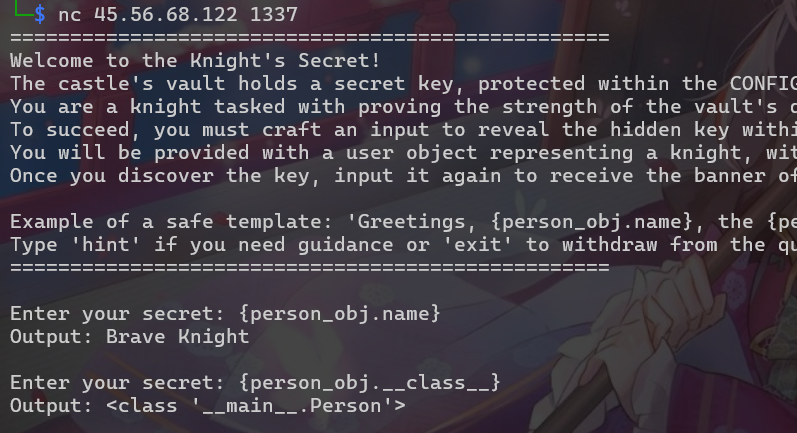 $ nc 45.56.68.122 1337
=================================================
Welcome to the Knight's Secret!
The castle's vault holds a secret key, protected within the CONFIG
You are a knight tasked with proving the strength of the vault's
To succeed, you must craft an input to reveal the hidden key
You will be provided with a user object representing a knight,
Once you discover the key, input it again to receive the banner of

Example of a safe template: 'Greetings, {person_obj.name}, the
Type 'hint' if you need guidance or 'exit' to withdraw from the
=================================================

Enter your secret: {person_obj.name}
Output: Brave Knight

Enter your secret: {person_obj.__class__}
Output: <class '__main__.Person'>